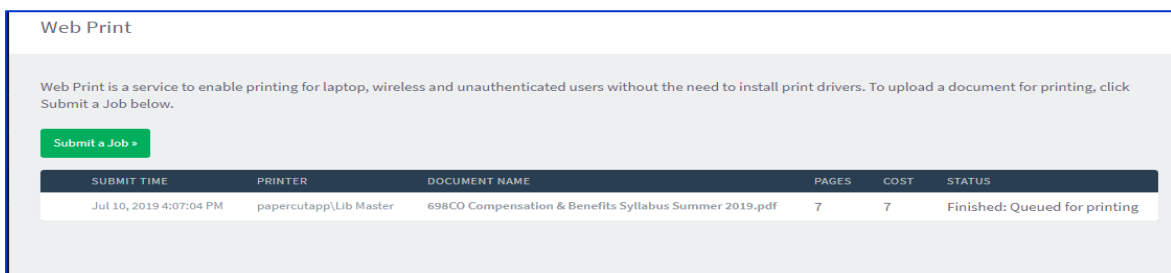 Web Print
Web Print is a service to enable printing for laptop, wireless and unauthenticated users without the need to install print drivers. To upload a document for printing, click
Submit a Job below.
Submit a Job »
SUBMIT TIME PRINTER DOCUMENT NAME PAGES COST STATUS
Jul 10, 2019 4:07:04 PM papercutapp\Lib Master 698CO Compensation & Benefits Syllabus Summer 2019.pdf 7 7 Finished: Queued for printing